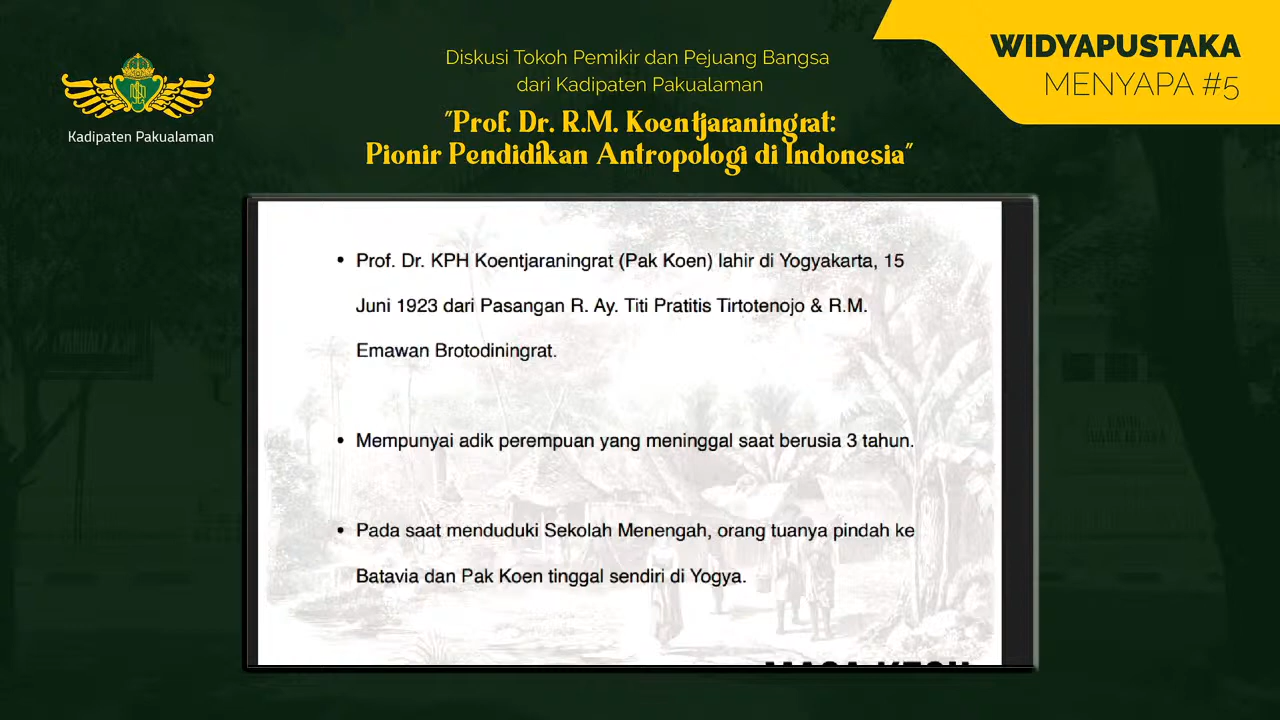 Kadipaten Pakualaman
Diskusi Tokoh Pemikir dan Pejuang Bangsa
dari Kadipaten Pakualaman
"Prof. Dr. R.M. Koentjaraningrat:
Pionir Pendidikan Antropologi di Indonesia"
WIDYAPUSTAKA
MENYAPA #5
• Prof. Dr. KPH Koentjaraningrat (Pak Koen) lahir di Yogyakarta, 15
Juni 1923 dari Pasangan R. Ay. Titi Pratitis Tirtotenojo & R.M.
Emawan Brotodiningrat.
• Mempunyai adik perempuan yang meninggal saat berusia 3 tahun.
• Pada saat menduduki Sekolah Menengah, orang tuanya pindah ke
Batavia dan Pak Koen tinggal sendiri di Yogya.